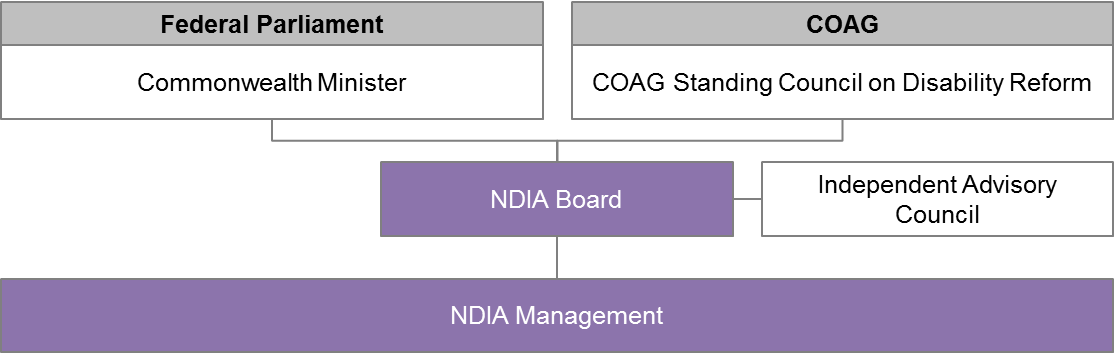 Federal Parliament
COAG
Commonwealth Minister
COAG Standing Council on Disability Reform
NDIA Board
Independent Advisory
Council
NDIA Management